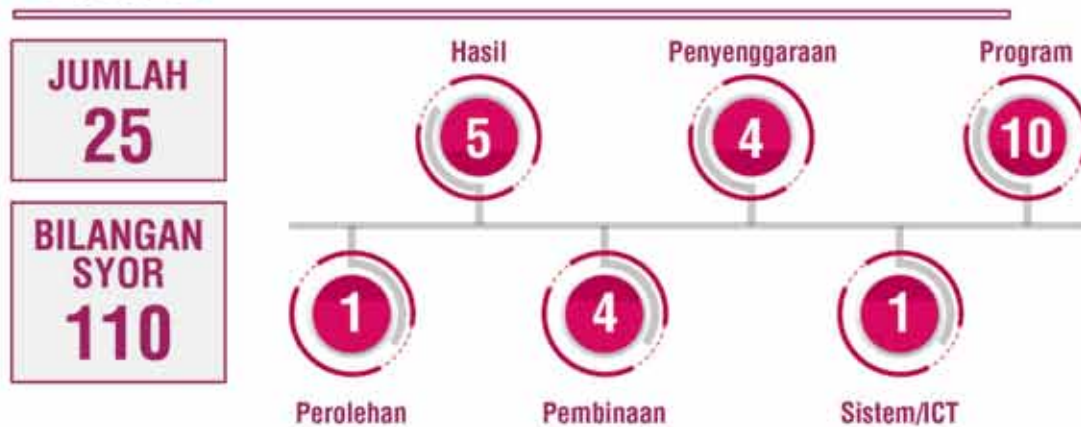 JUMLAH
25
BILANGAN
SYOR
110
Hasil
5
Penyenggaraan
4
Program
10
1
Perolehan
4
Pembinaan
1
Sistem/ICT